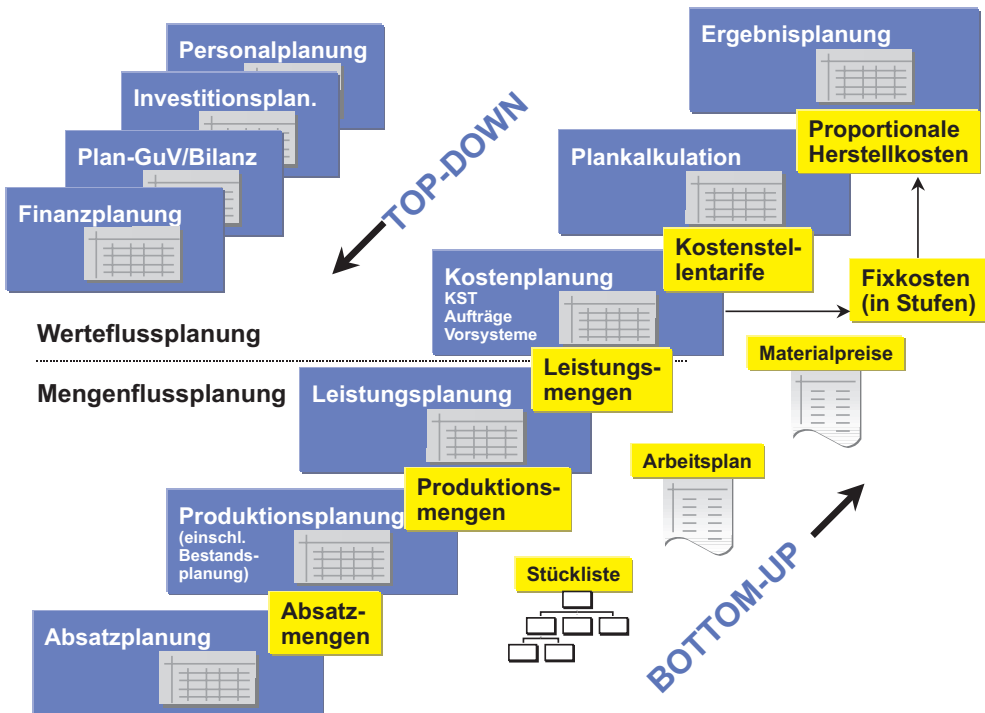 Personalplanung
Investitionsplan.
Plan-GuV/Bilanz
Finanzplanung
TOP-DOWN
Ergebnisplanung
Proportionale
Herstellkosten
Plankalkulation
Kostenstel-
lentarife
Fixkosten
(in Stufen)
Kostenplanung
KST
Aufträge
Vorsysteme
Werteflussplanung
Mengenflussplanung
Leistungsplanung
Leistungs-
mengen
Materialpreise
Arbeitsplan
Produktionsplanung
(einschl.
Bestands-
planung)
Produktions-
mengen
Stückliste
Absatzplanung
Absatz-
mengen
BOTTOM-UP